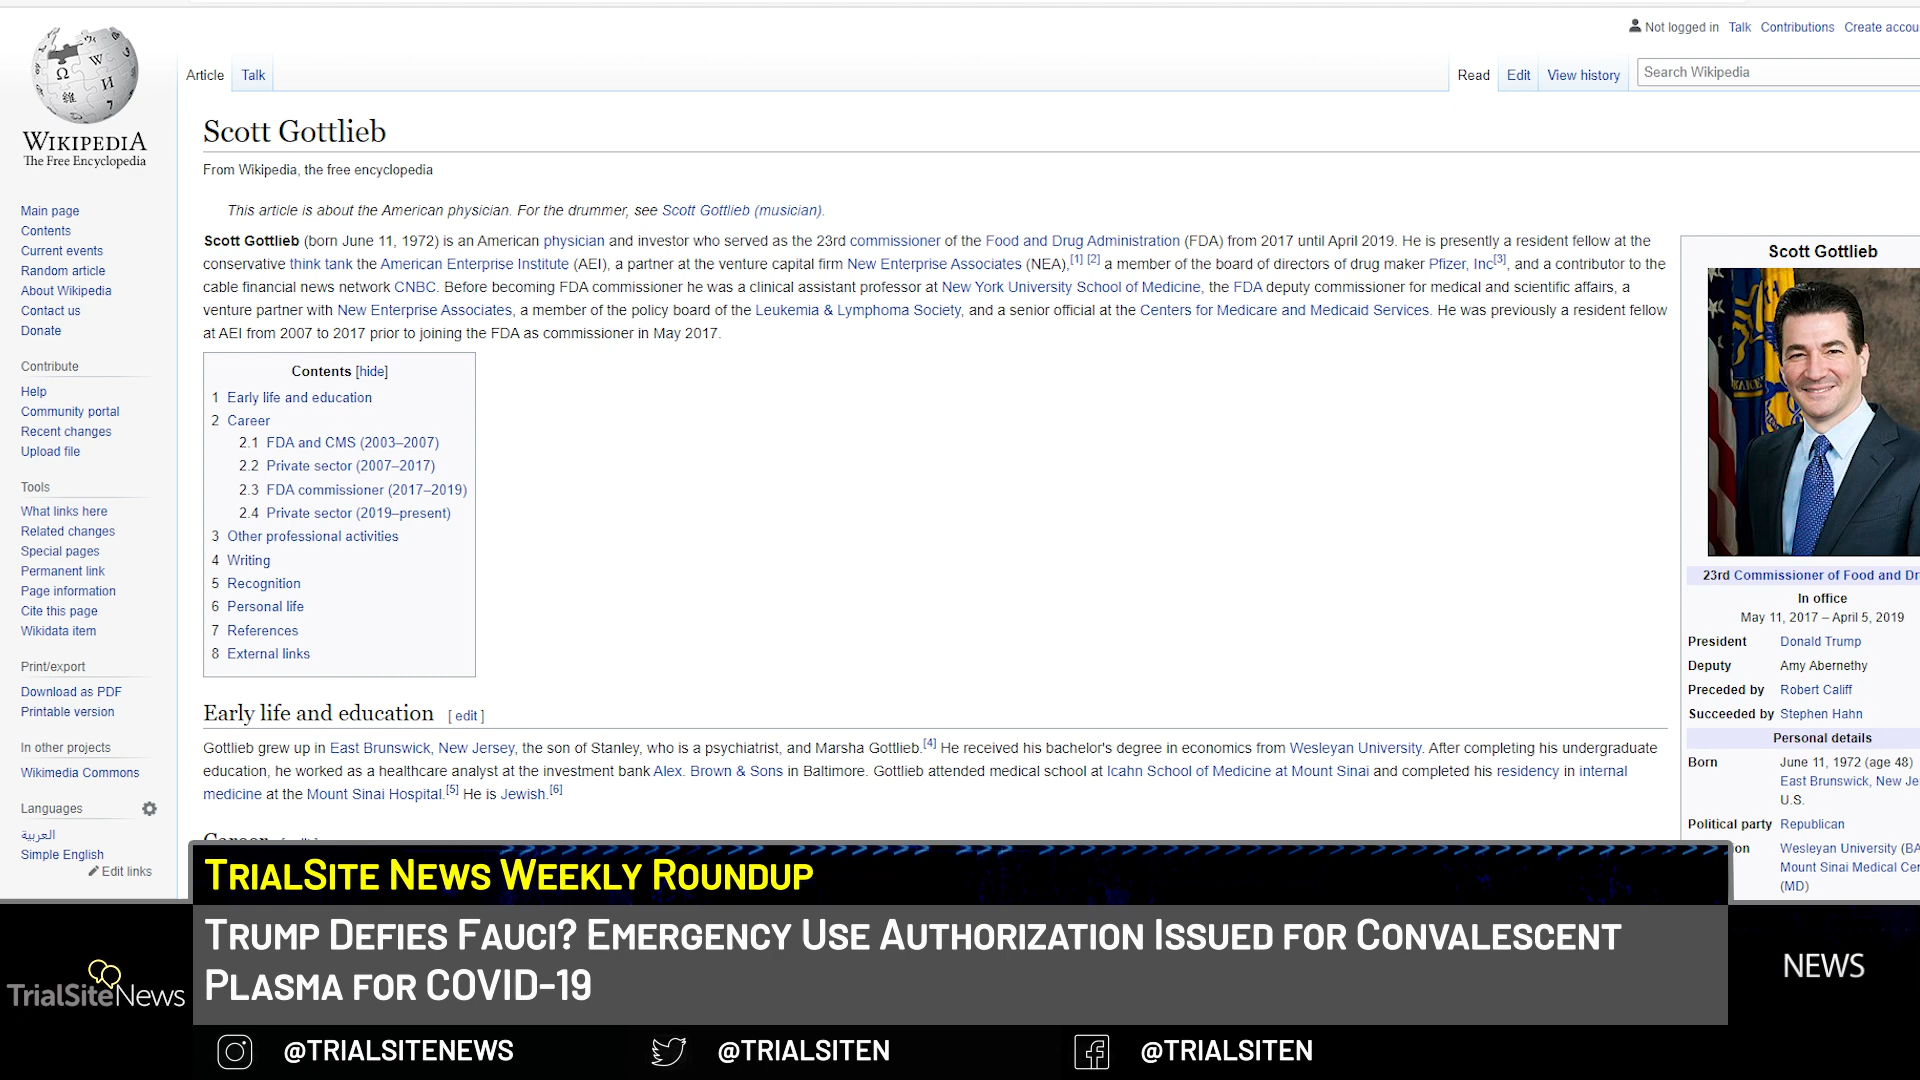 Not logged in Talk Contributions Create accou
Article Talk Read Edit View history Search Wikipedia
WIKIPEDIA
The Free Encyclopedia
Main page
Contents
Current events
Random article
About Wikipedia
Contact us
Donate
Contribute
Help
Community portal
Recent changes
Upload file
Tools
What links here
Related changes
Special pages
Permanent link
Page information
Cite this page
Wikidata item
Print/export
Download as PDF
Printable version
In other projects
Wikimedia Commons
Languages
العربية
Simple English
Edit links
Scott Gottlieb
From Wikipedia, the free encyclopedia
This article is about the American physician. For the drummer, see Scott Gottlieb (musician).
Scott Gottlieb (born June 11, 1972) is an American physician and investor who served as the 23rd commissioner of the Food and Drug Administration (FDA) from 2017 until April 2019. He is presently a resident fellow at the
conservative think tank the American Enterprise Institute (AEI), a partner at the venture capital firm New Enterprise Associates (NEA),[1] [2] a member of the board of directors of drug maker Pfizer, Inc[3], and a contributor to the
cable financial news network CNBC. Before becoming FDA commissioner he was a clinical assistant professor at New York University School of Medicine, the FDA deputy commissioner for medical and scientific affairs, a
venture partner with New Enterprise Associates, a member of the policy board of the Leukemia & Lymphoma Society, and a senior official at the Centers for Medicare and Medicaid Services. He was previously a resident fellow
at AEI from 2007 to 2017 prior to joining the FDA as commissioner in May 2017.
Contents [hide]
1 Early life and education
2 Career
2.1 FDA and CMS (2003–2007)
2.2 Private sector (2007–2017)
2.3 FDA commissioner (2017–2019)
2.4 Private sector (2019–present)
3 Other professional activities
4 Writing
5 Recognition
6 Personal life
7 References
8 External links
Early life and education [ edit ]
Gottlieb grew up in East Brunswick, New Jersey, the son of Stanley, who is a psychiatrist, and Marsha Gottlieb.[4] He received his bachelor's degree in economics from Wesleyan University. After completing his undergraduate
education, he worked as a healthcare analyst at the investment bank Alex. Brown & Sons in Baltimore. Gottlieb attended medical school at Icahn School of Medicine at Mount Sinai and completed his residency in internal
medicine at the Mount Sinai Hospital.[5] He is Jewish.[6]
Scott Gottlieb
23rd Commissioner of Food and Dr
In office
May 11, 2017 – April 5, 2019
President Donald Trump
Deputy Amy Abernethy
Preceded by Robert Califf
Succeeded by Stephen Hahn
Personal details
Born June 11, 1972 (age 48)
East Brunswick, New Je
U.S.
Political party Republican
on Wesleyan University (BA
Mount Sinai Medical Cen
(MD)
TRIALSITE NEWS WEEKLY ROUNDUP
TRUMP DEFIES FAUCI? EMERGENCY USE AUTHORIZATION ISSUED FOR CONVALESCENT
PLASMA FOR COVID-19
TrialSiteNews
NEWS
@TRIALSITENEWS @TRIALSITEN @TRIALSITEN